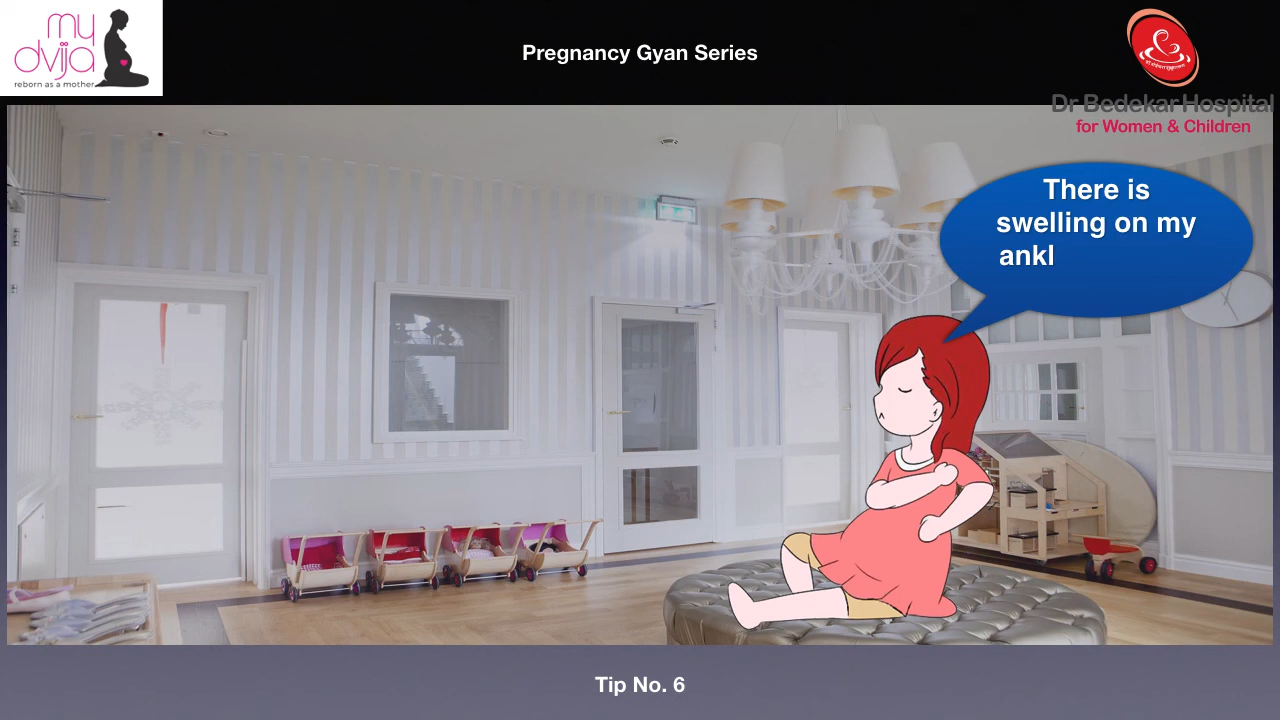 my
dvija
reborn as a mother
Pregnancy Gyan Series
Dr Bedekar Hospital
for Women & Children
There is
swelling on my
ankl
Tip No. 6